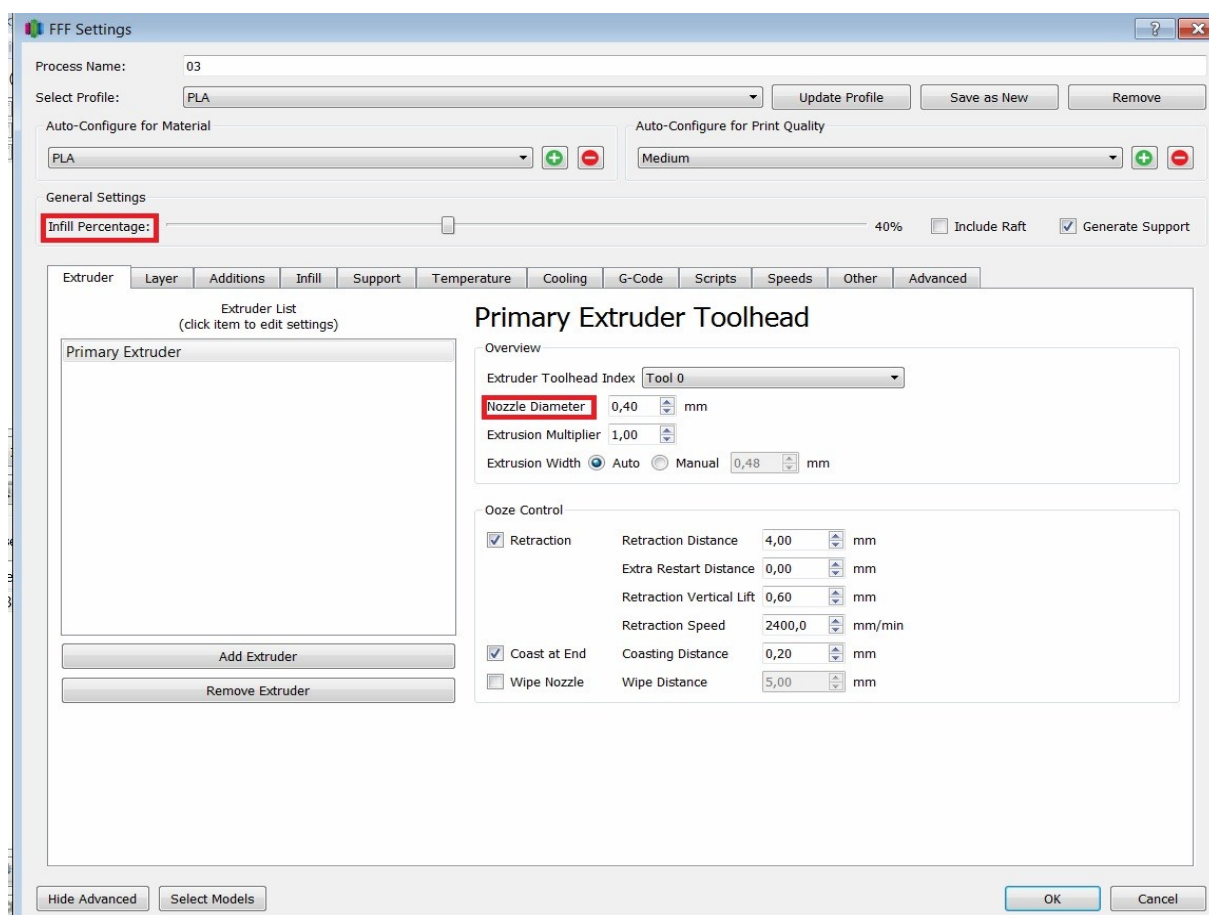 FFF Settings
Process Name: 03
Select Profile: PLA Update Profile Save as New Remove
Auto-Configure for Material Auto-Configure for Print Quality
PLA Medium
General Settings
Infill Percentage: 40% Include Raft Generate Support
Extruder Layer Additions Infill Support Temperature Cooling G-Code Scripts Speeds Other Advanced
Extruder List
(click item to edit settings)
Primary Extruder
Add Extruder
Remove Extruder
Primary Extruder Toolhead
Overview
Extruder Toolhead Index Tool 0
Nozzle Diameter 0,40 mm
Extrusion Multiplier 1,00
Extrusion Width Auto Manual 0,48 mm
Ooze Control
Retraction Retraction Distance 4,00 mm
Extra Restart Distance 0,00 mm
Retraction Vertical Lift 0,60 mm
Retraction Speed 2400,0 mm/min
Coast at End Coasting Distance 0,20 mm
Wipe Nozzle Wipe Distance 5,00 mm
Hide Advanced Select Models OK Cancel